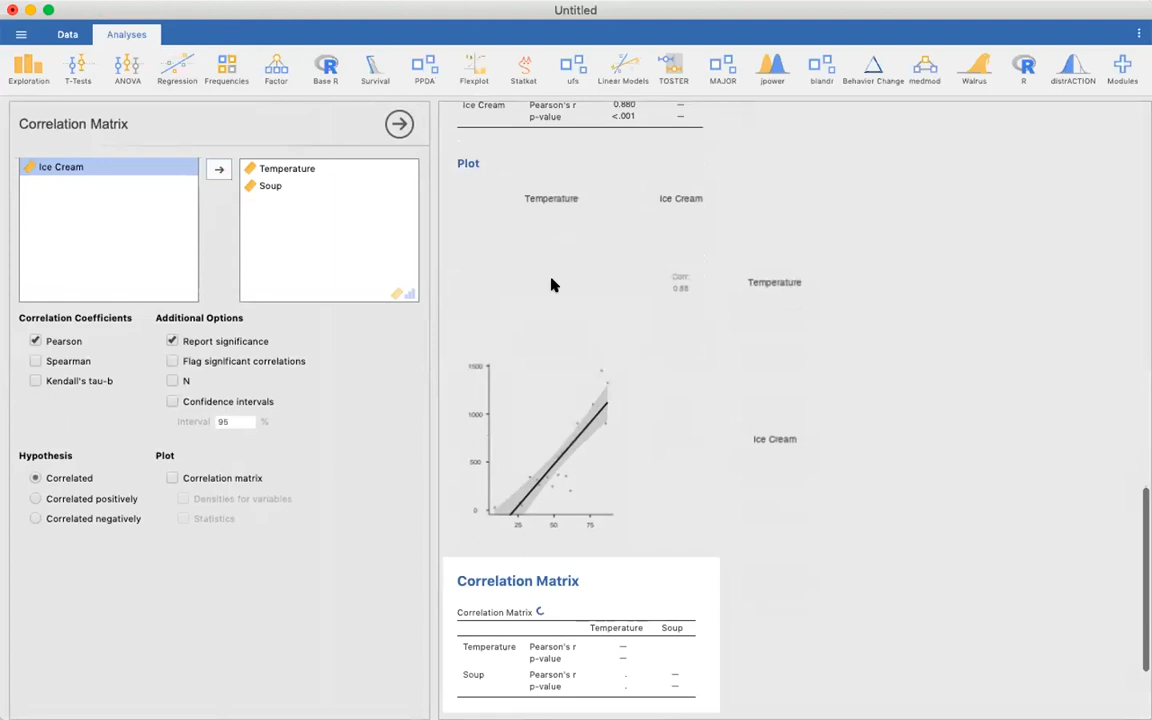 Untitled
Data
Analyses
Exploration
T-Tests
ANOVA
Regression
Frequencies
Factor
Base R
Survival
PPDA
Flexplot
Statkat
ufs
Linear Models
TOSTER
MAJOR
jpower
blandr
Behavior Change
medmod
Walrus
R
distrACTION
Modules
Correlation Matrix
Ice Cream
Temperature
Soup
Correlation Coefficients
Pearson
Spearman
Kendall's tau-b
Additional Options
Report significance
Flag significant correlations
N
Confidence intervals
Interval 95 %
Hypothesis
Correlated
Correlated positively
Correlated negatively
Plot
Correlation matrix
Densities for variables
Statistics
Ice Cream Pearson's r 0.880 —
p-value <.001 —
Plot
Temperature Ice Cream
Corr:
0.88
Temperature
1500
1000
500
0
25 50 75
Ice Cream
Correlation Matrix
Correlation Matrix
Temperature Soup
Temperature Pearson's r —
p-value —
Soup Pearson's r . —
p-value . —